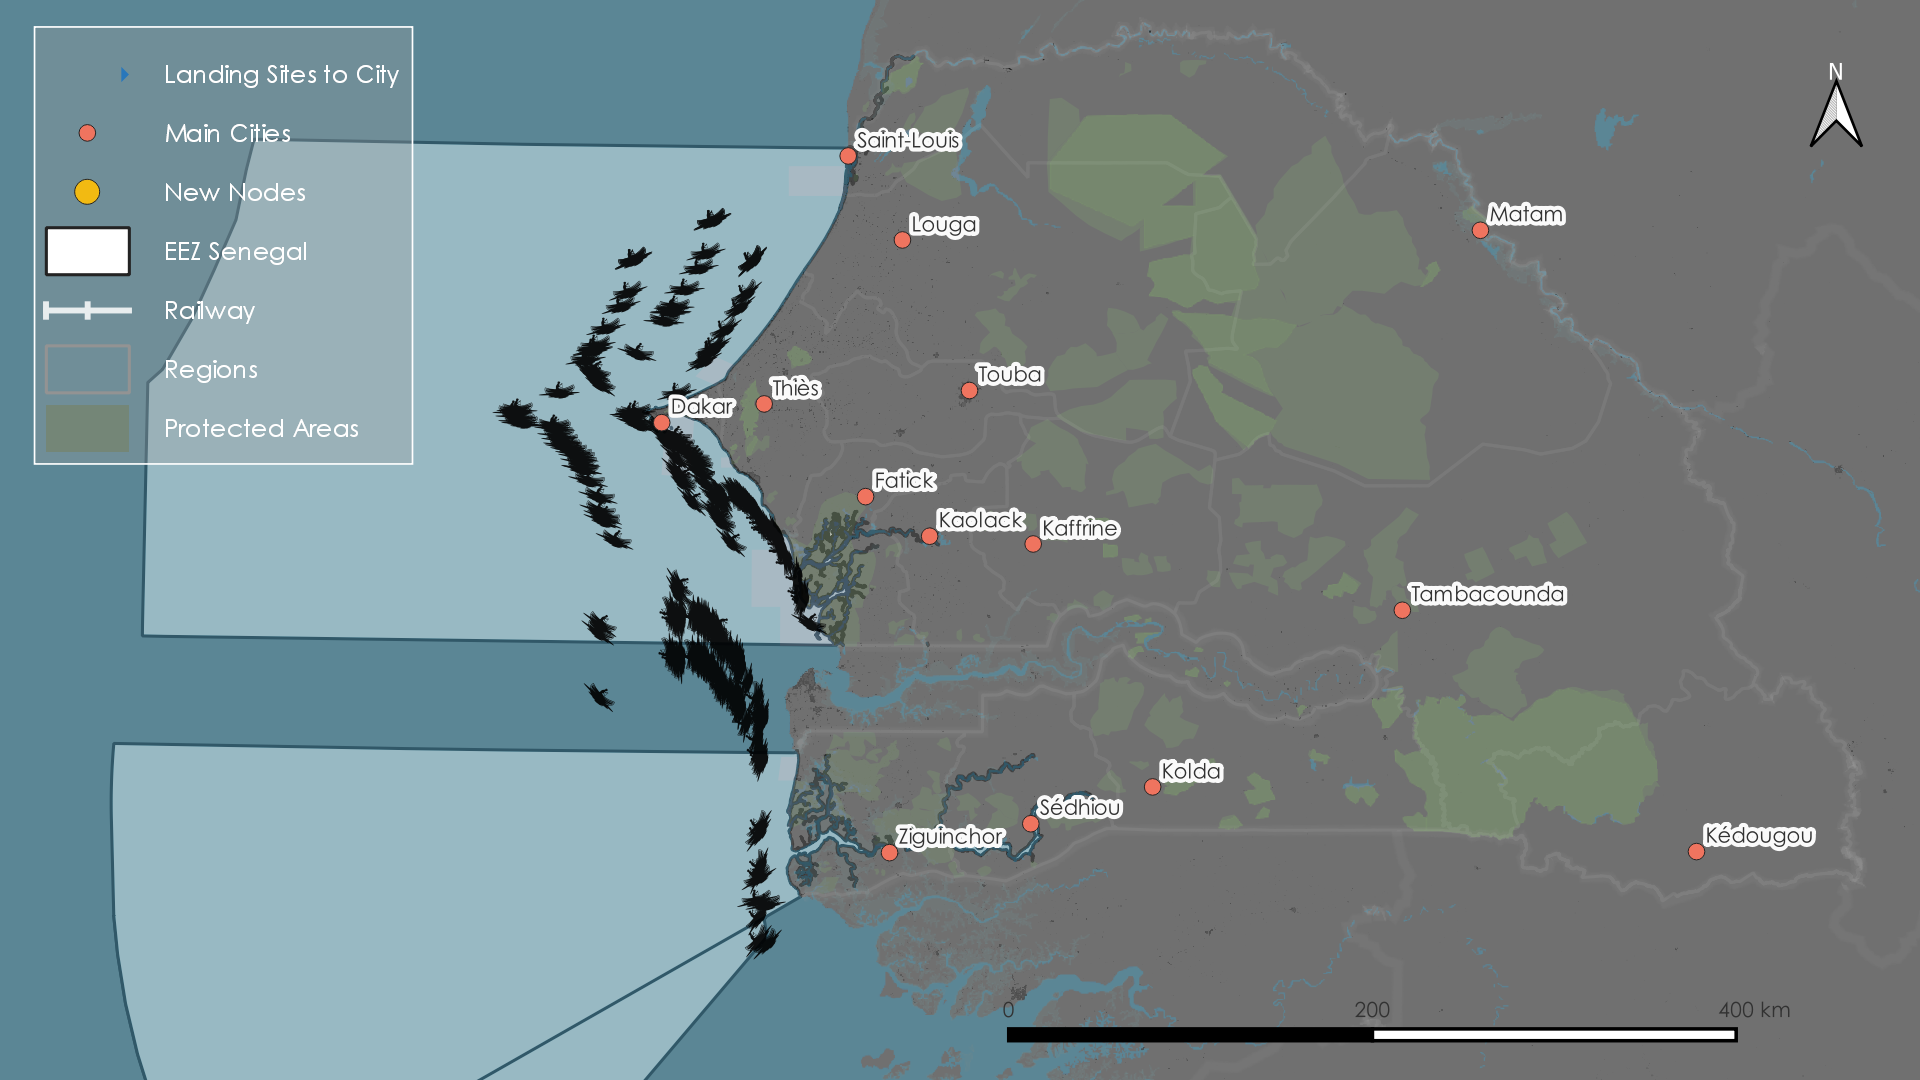 Landing Sites to City
Main Cities
New Nodes
EEZ Senegal
Railway
Regions
Protected Areas
N
Saint-Louis
Louga
Matam
Touba
Thiès
Dakar
Fatick
Kaolack
Kaffrine
Tambacounda
Kolda
Sédhiou
Ziguinchor
Kédougou
0 200 400 km